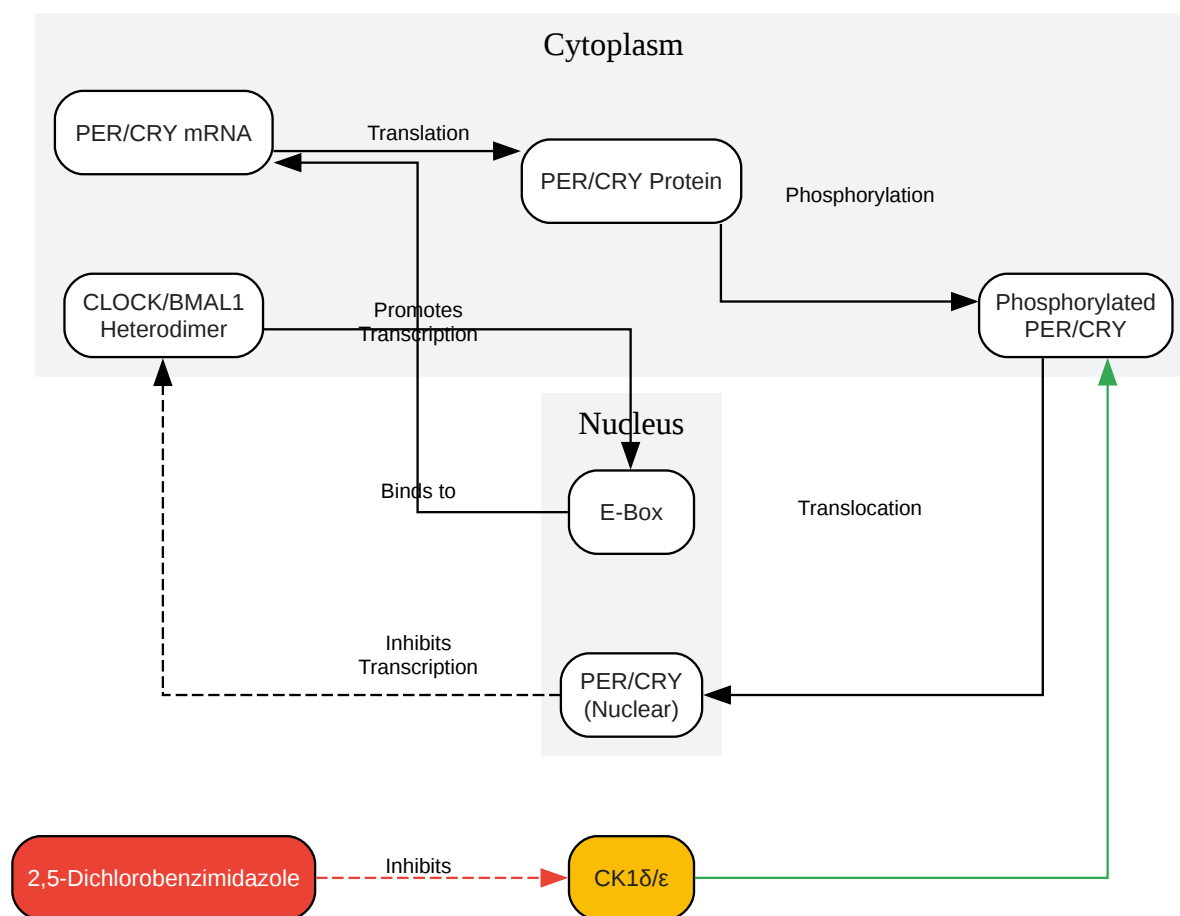 Cytoplasm
PER/CRY mRNA
Translation
PER/CRY Protein
Phosphorylation
CLOCK/BMAL1
Heterodimer
Promotes
Transcription
Phosphorylated
PER/CRY
Nucleus
Binds to
E-Box
Translocation
Inhibits
Transcription
PER/CRY
(Nuclear)
2,5-Dichlorobenzimidazole
Inhibits
CK1δ/ε